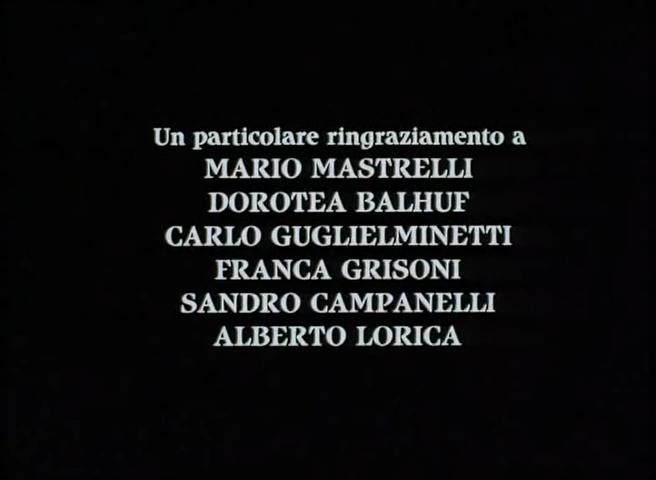 Un particolare ringraziamento a
MARIO MASTRELLI
DOROTEA BALHUF
CARLO GUGLIELMINETTI
FRANCA GRISONI
SANDRO CAMPANELLI
ALBERTO LORICA